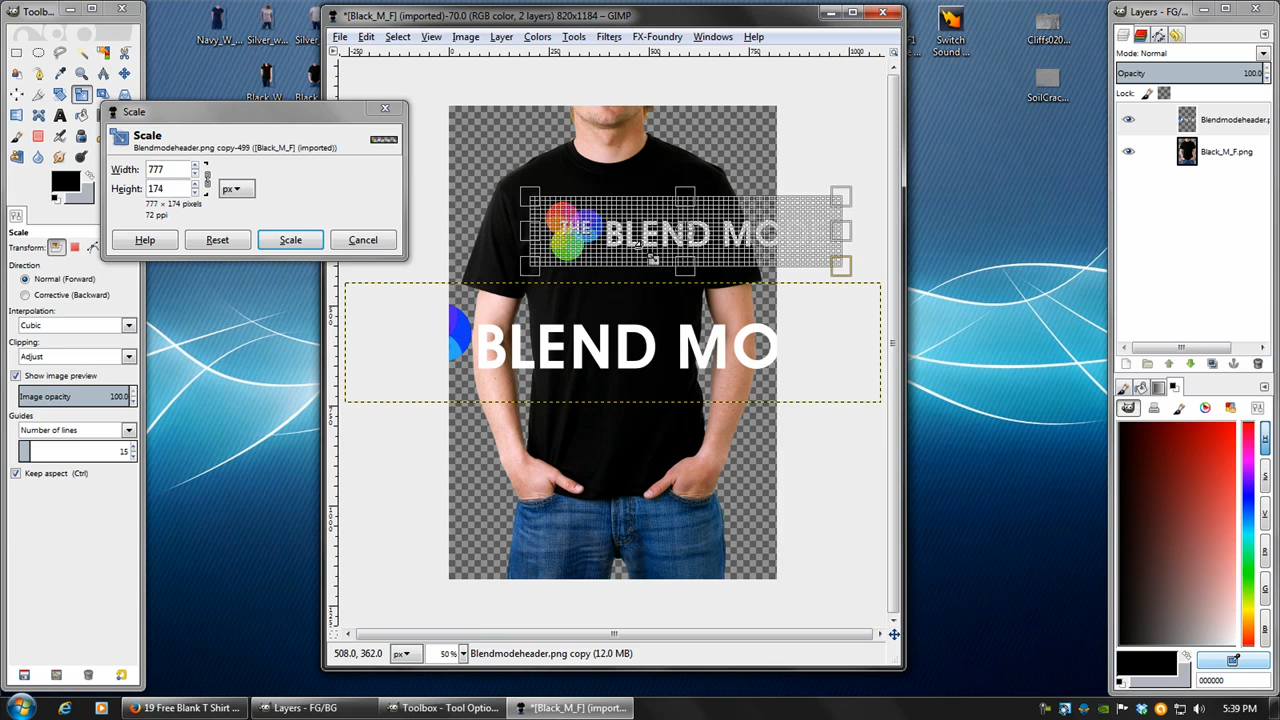 Toolb...
Navy_W_...
Silver_w...
Black_W...
*[Black_M_F] (imported)-70.0 (RGB color, 2 layers) 820x1184 – GIMP
File Edit Select View Image Layer Colors Tools Filters FX-Foundry Windows Help
Switch
Sound ...
Cliffs020...
SoilCrac...
Layers - FG/...
Mode: Normal
Opacity 100.0
Lock:
Blendmodeheader.p
Black_M_F.png
Scale
Scale
Blendmodeheader.png copy-499 ([Black_M_F] (imported))
Width: 777
Height: 174
px
777 × 174 pixels
72 ppi
Help Reset Scale Cancel
Scale
Transform:
Direction
Normal (Forward)
Corrective (Backward)
Interpolation:
Cubic
Clipping:
Adjust
Show image preview
Image opacity 100.0
Guides
Number of lines
15
Keep aspect (Ctrl)
THE BLEND MO
BLEND MO
508.0, 362.0 px 50 % Blendmodeheader.png copy (12.0 MB)
000000
19 Free Blank T Shirt ...
Layers - FG/BG
Toolbox - Tool Option...
*[Black_M_F] (import...
5:39 PM